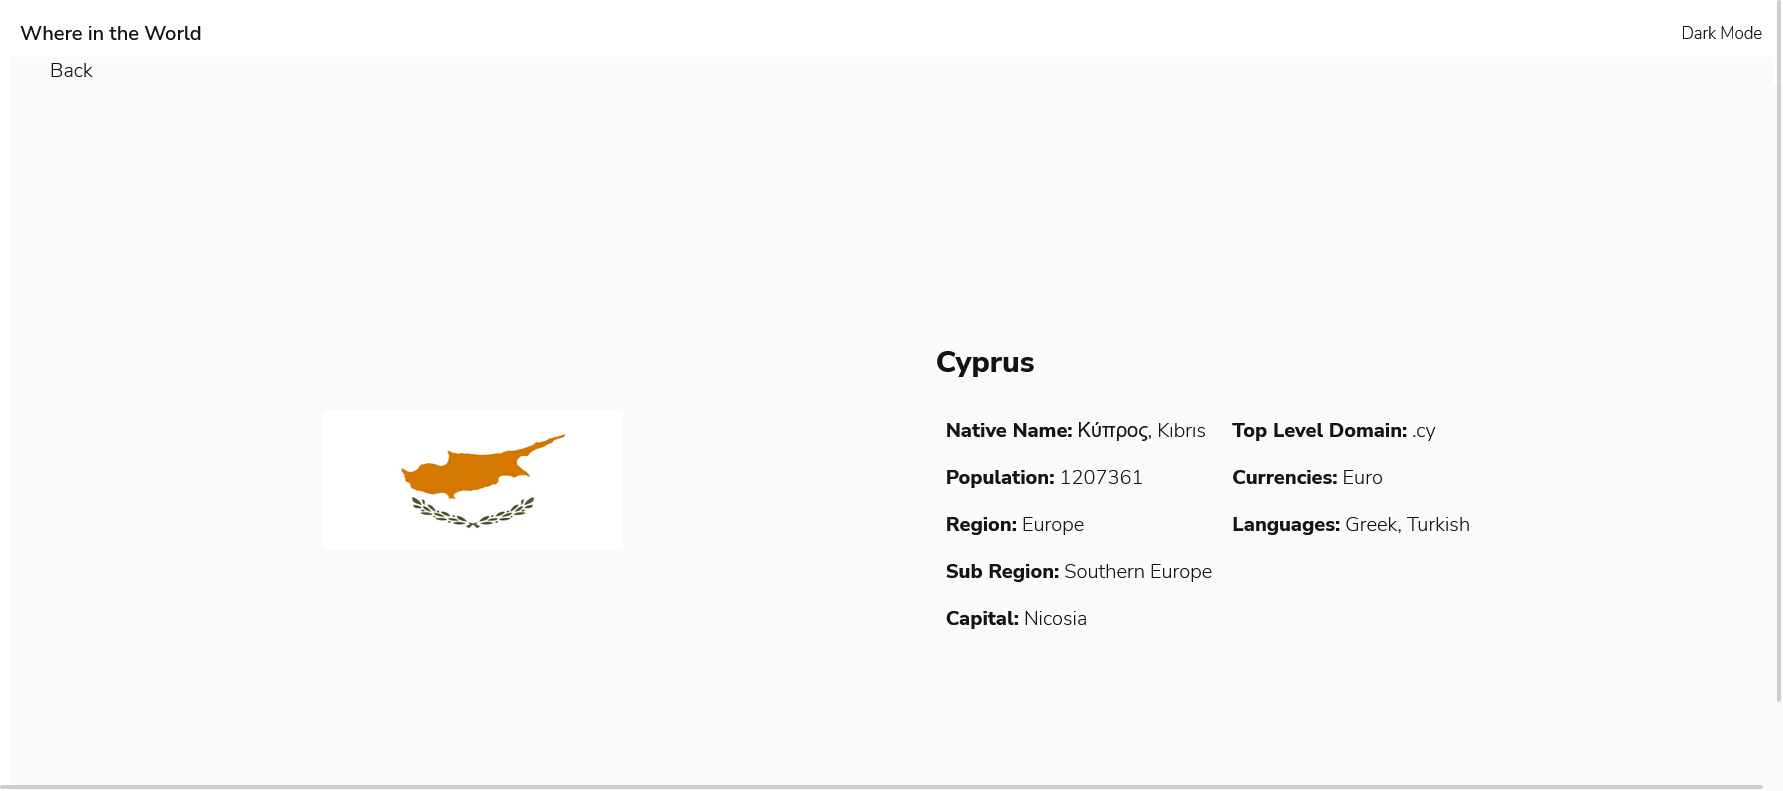 Where in the World
Dark Mode
Back
Cyprus
Native Name: Κύπρος, Kıbrıs
Population: 1207361
Region: Europe
Sub Region: Southern Europe
Capital: Nicosia
Top Level Domain: .cy
Currencies: Euro
Languages: Greek, Turkish